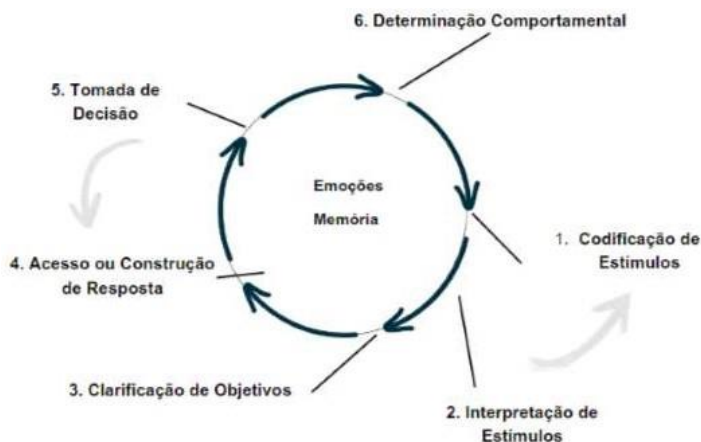 6. Determinação Comportamental
5. Tomada de
Decisão
Emoções
Memória
1. Codificação de
Estímulos
4. Acesso ou Construção
de Resposta
3. Clarificação de Objetivos
2. Interpretação de
Estímulos